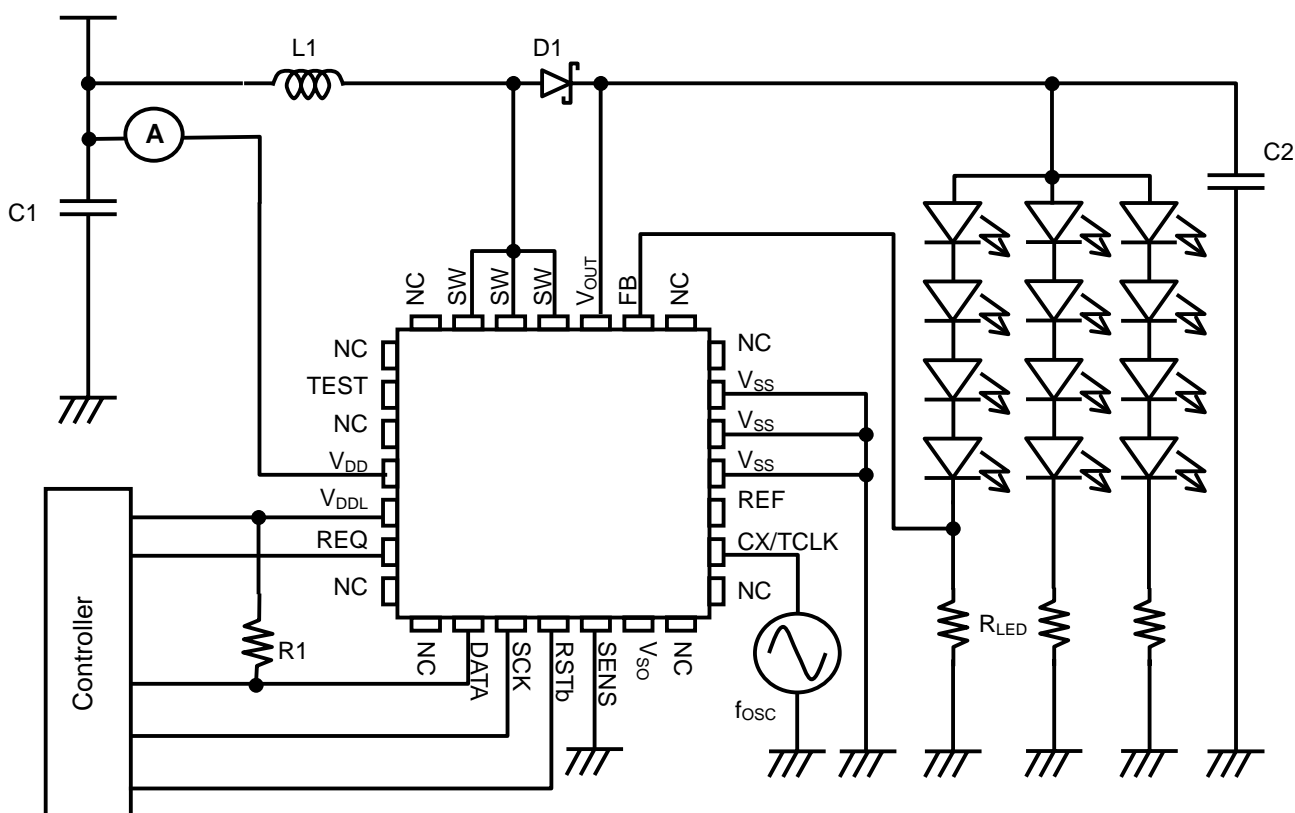 L1
D1
A
C1
C2
NC
SW
SW
SW
VOUT
FB
NC
NC
TEST
NC
VDD
VDDL
REQ
NC
NC
VSS
VSS
VSS
REF
CX/TCLK
NC
NC
DATA
SCK
RSTb
SENS
VSO
NC
R1
RLED
fOSC
Controller